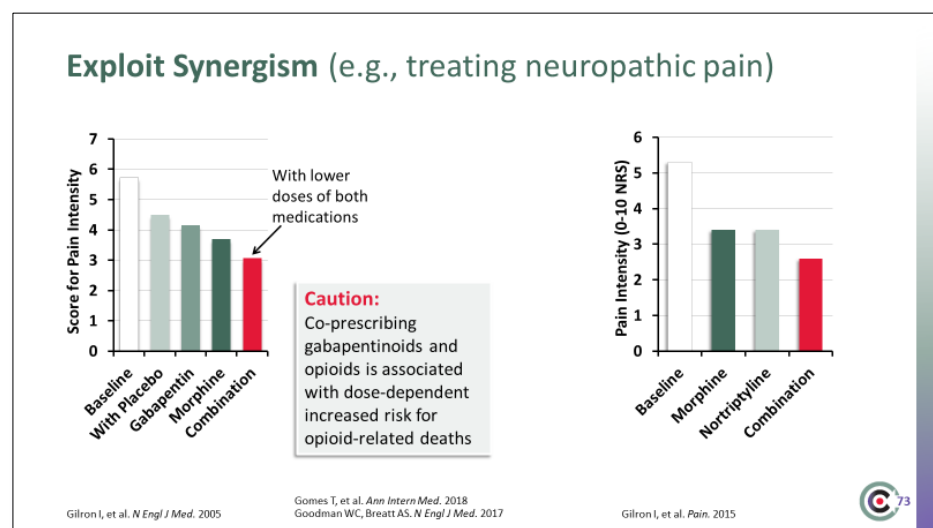 Exploit Synergism (e.g., treating neuropathic pain)
Score for Pain Intensity
7
6
5
4
3
2
1
0
Baseline
With Placebo
Gabapentin
Morphine
Combination
With lower
doses of both
medications
Caution:
Co-prescribing
gabapentinoids and
opioids is associated
with dose-dependent
increased risk for
opioid-related deaths
Pain Intensity (0-10 NRS)
6
5
4
3
2
1
0
Baseline
Morphine
Nortriptyline
Combination
Gilron I, et al. N Engl J Med. 2005
Gomes T, et al. Ann Intern Med. 2018
Goodman WC, Breatt AS. N Engl J Med. 2017
Gilron I, et al. Pain. 2015
73